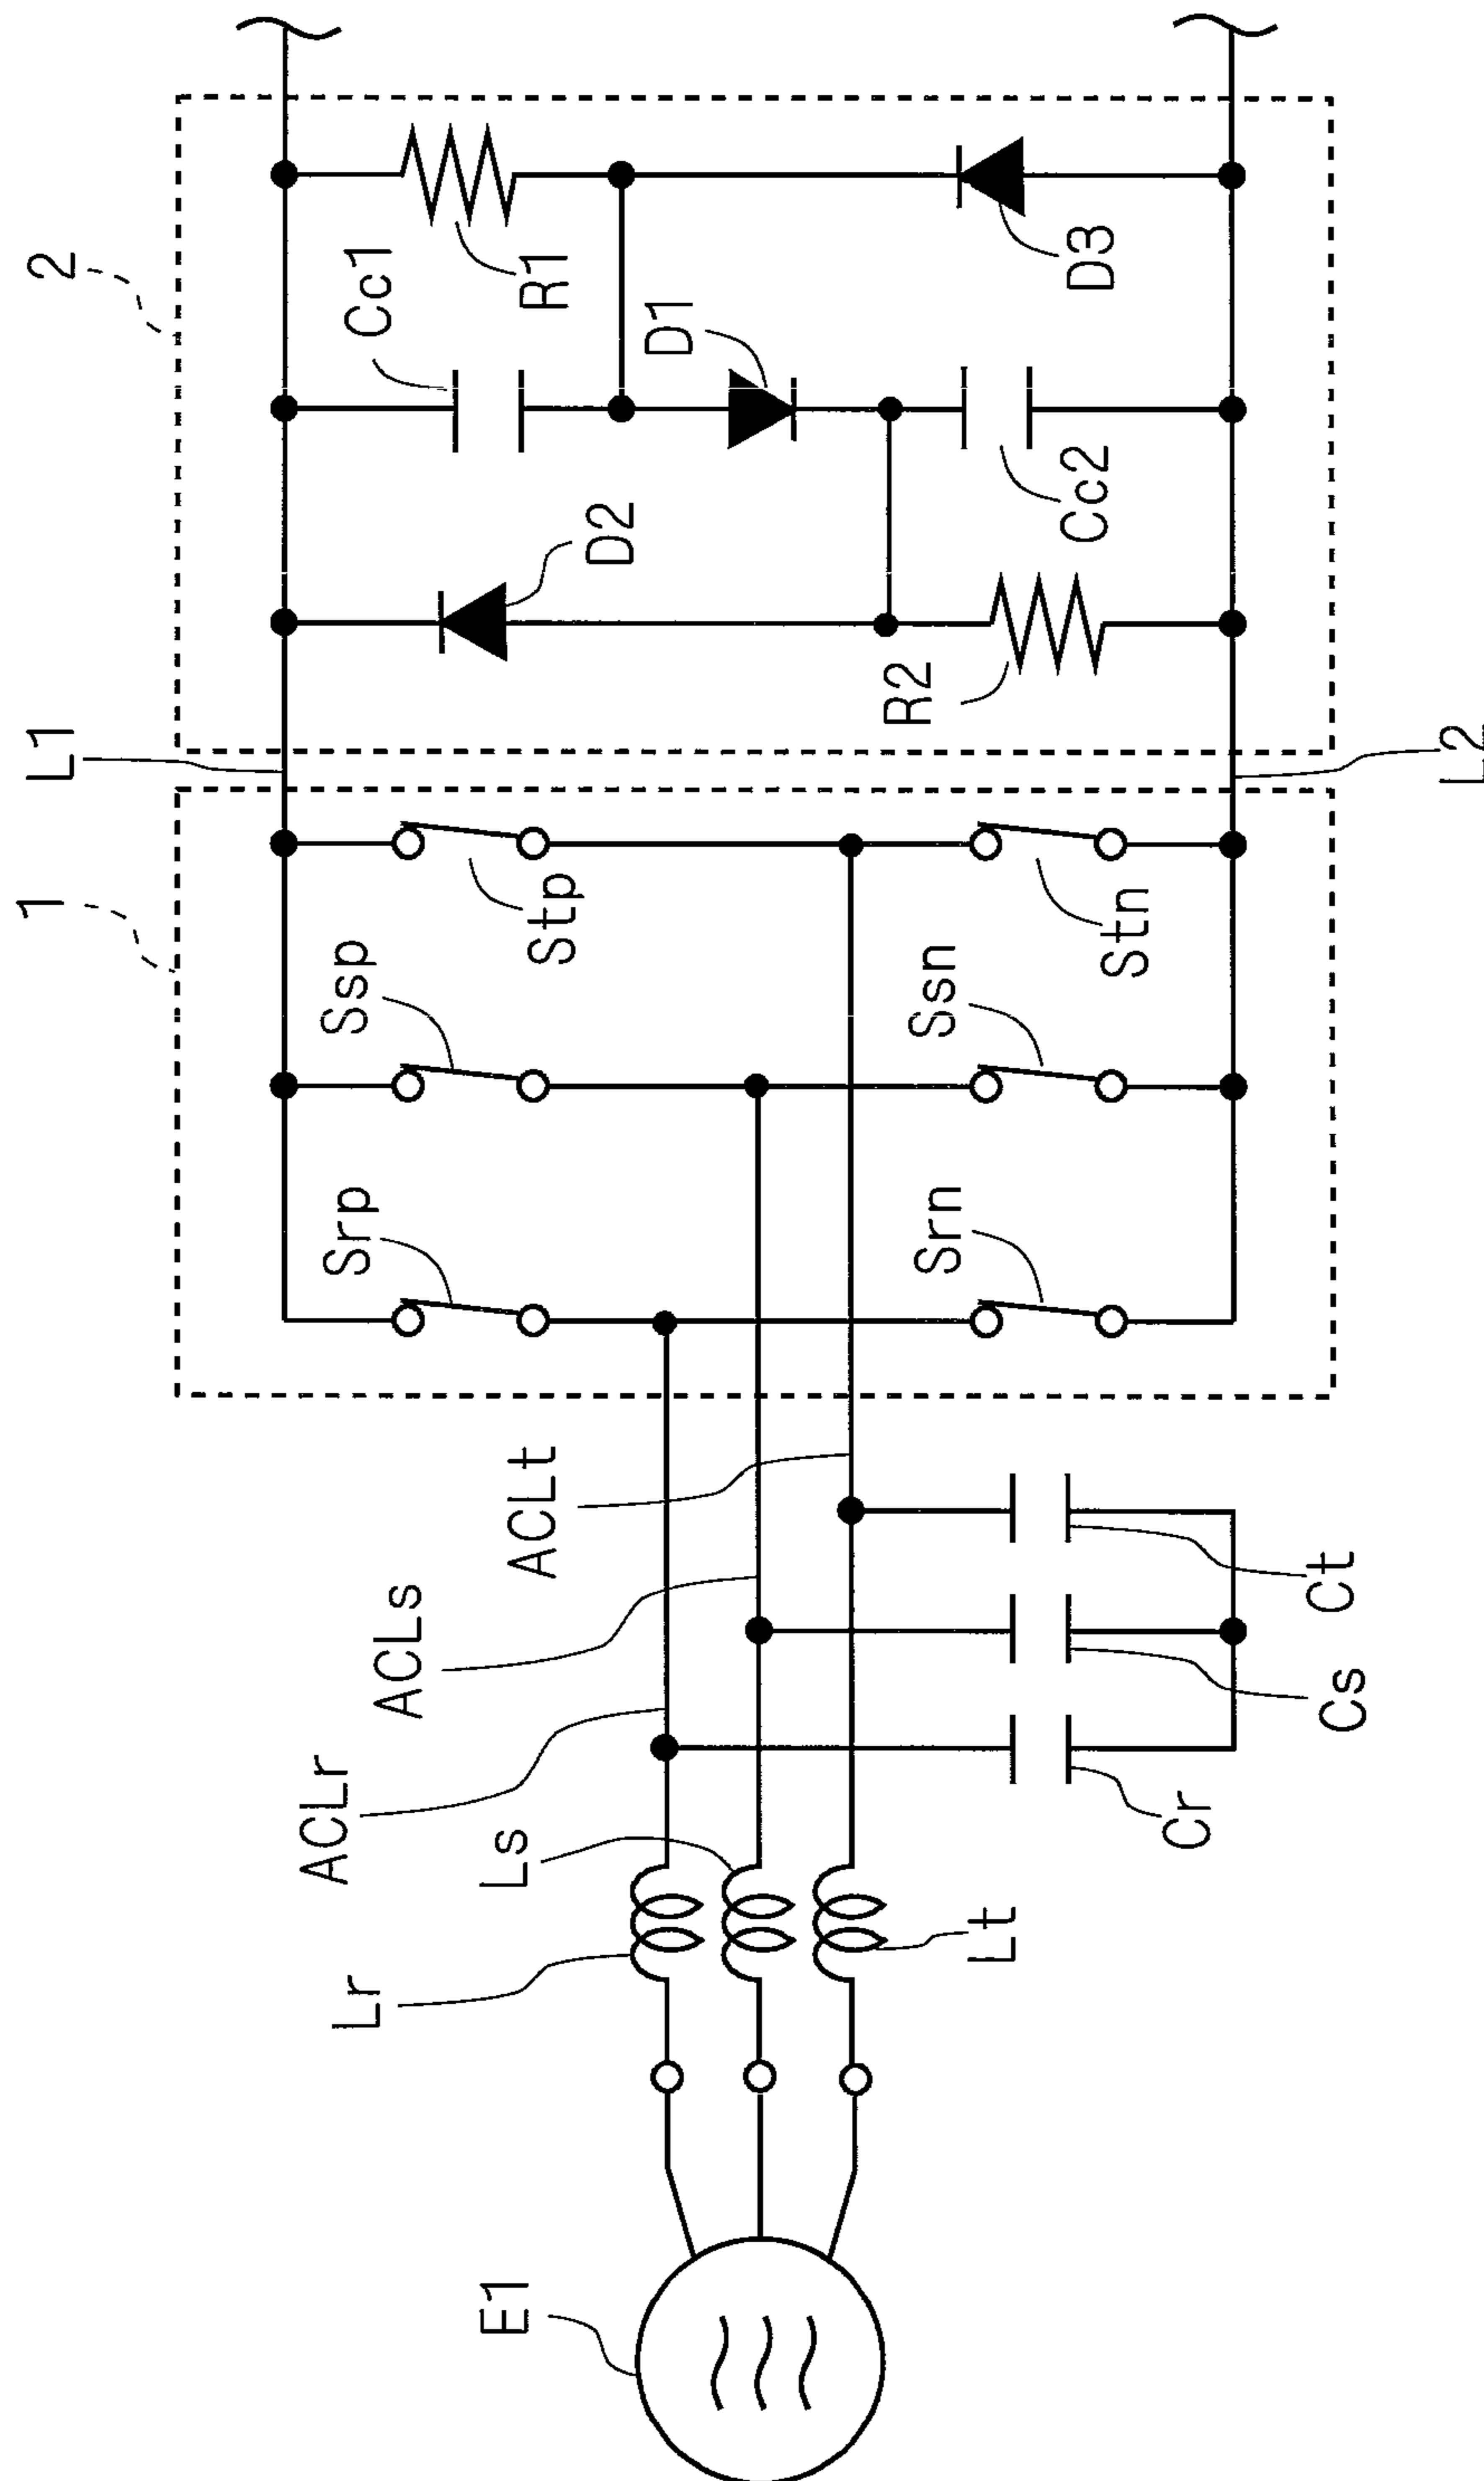 2
Cc1
R1
D1
D3
D2
Cc2
R2
L1
L2
1
Stp
Stn
Ssp
Ssn
Srp
Srn
ACLt
ACLs
ACLr
Ct
Cs
Cr
Ls
Lr
Lt
E1